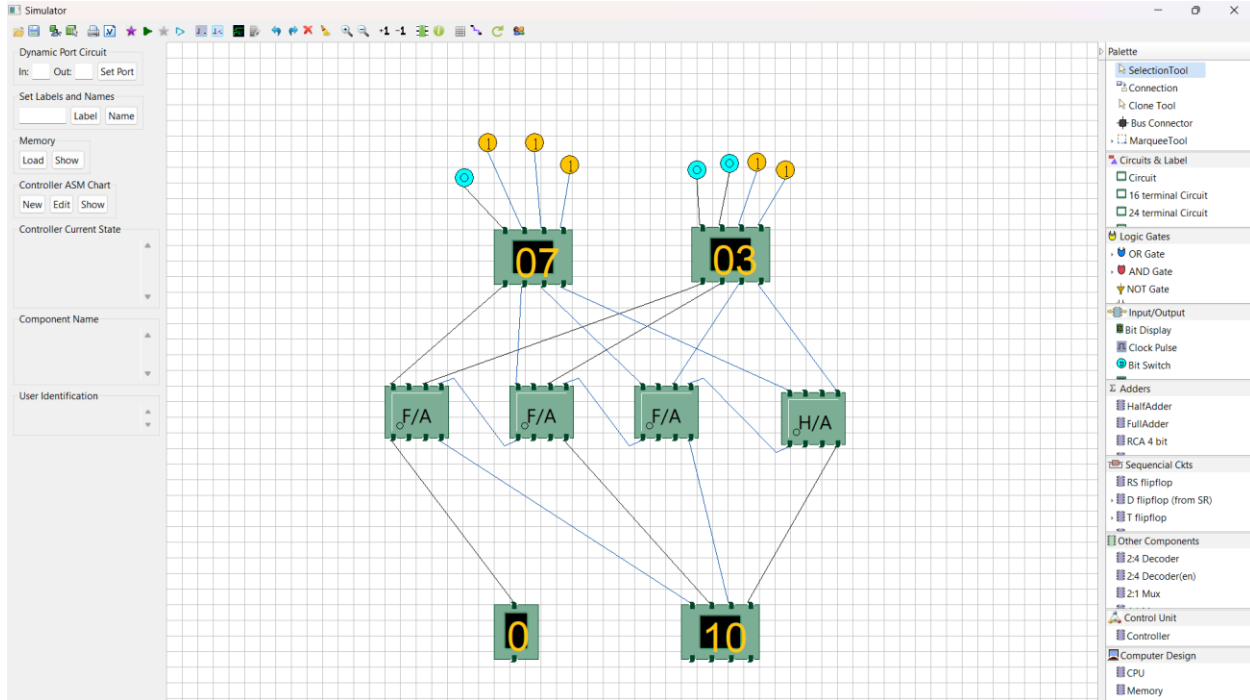 Simulator
+1 -1
Dynamic Port Circuit
In: Out: Set Port
Set Labels and Names
Label Name
Memory
Load Show
Controller ASM Chart
New Edit Show
Controller Current State
Component Name
User Identification
1 1
1
0
0 0 1 1
07 03
F/A F/A F/A H/A
0 10
Palette
SelectionTool
Connection
Clone Tool
Bus Connector
MarqueeTool
Circuits & Label
Circuit
16 terminal Circuit
24 terminal Circuit
Logic Gates
OR Gate
AND Gate
NOT Gate
Input/Output
Bit Display
Clock Pulse
Bit Switch
Σ Adders
HalfAdder
FullAdder
RCA 4 bit
Sequencial Ckts
RS flipflop
D flipflop (from SR)
T flipflop
Other Components
2:4 Decoder
2:4 Decoder(en)
2:1 Mux
Control Unit
Controller
Computer Design
CPU
Memory